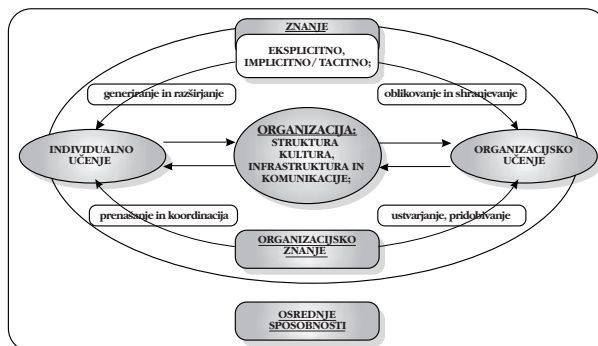 ZNANJE
EKSPLICITNO,
IMPLICITNO / TACITNO;
generiranje in razširjanje
oblikovanje in shranjevanje
INDIVIDUALNO
UČENJE
ORGANIZACIJA:
STRUKTURA
KULTURA,
INFRASTRUKTURA IN
KOMUNIKACIJE;
ORGANIZACIJSKO
UČENJE
prenašanje in koordinacija
ustvarjanje, pridobivanje
ORGANIZACIJSKO
ZNANJE
OSREDNJE
SPOSOBNOSTI